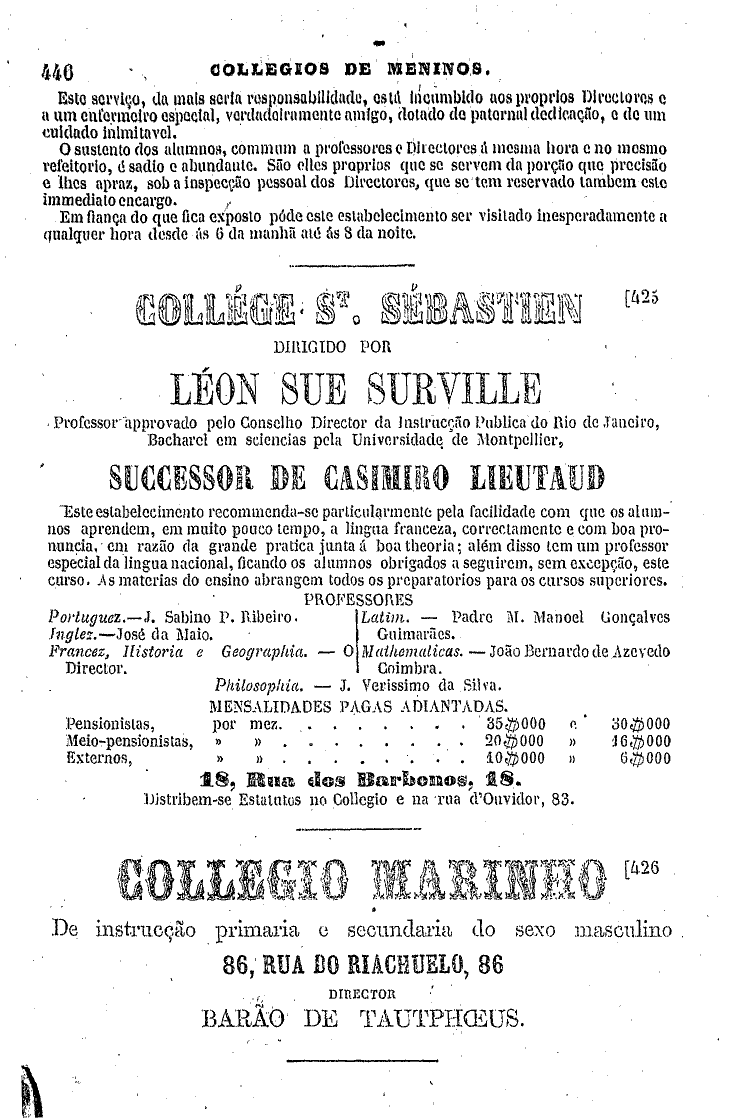 446 COLLEGIOS DE MENINOS.
Este serviço, da mais seria responsabilidade, está incumbido aos proprios Directores e
a um enfermeiro especial, verdadeiramente amigo, dotado de paternal dedicação, e de um
cuidado inimitavel.
O sustento dos alumnos, commum a professores e Directores á mesma hora e no mesmo
refeitorio, é sadio e abundante. São elles proprios que se servem da porção que precisão
e lhes apraz, sob a inspecção pessoal dos Directores, que se tem reservado tambem este
immediato encargo.
Em fiança do que fica exposto póde este estabelecimento ser visitado inesperadamente a
qualquer hora desde ás 6 da manhã até ás 8 da noite.
COLLÉGE ST. SÉBASTIEN [425
DIRIGIDO POR
LÉON SUE SURVILLE
Professor approvado pelo Conselho Director da Instrucção Publica do Rio de Janeiro,
Bacharel em sciencias pela Universidade de Montpellier,
SUCCESSOR DE CASIMIRO LIEUTAUD
Este estabelecimento recommenda-se particularmente pela facilidade com que os alum-
nos aprendem, em muito pouco tempo, a lingua franceza, correctamente e com boa pro-
nuncia, em razão da grande pratica junta á boa theoria; além disso tem um professor
especial da lingua nacional, ficando os alumnos obrigados a seguirem, sem excepção, este
curso. As materias do ensino abrangem todos os preparatorios para os cursos superiores.
PROFESSORES
Portuguez.—J. Sabino P. Ribeiro.
Inglez.—José da Maio.
Francez, Historia e Geographia. — O
Director.
Latim. — Padre M. Manoel Gonçalves
Guimarães.
Mathematicas. — João Bernardo de Azevedo
Coimbra.
Philosophia. — J. Verissimo da Silva.
MENSALIDADES PAGAS ADIANTADAS.
Pensionistas, por mez. . . . . . . . . 35$000 e 30$000
Meio-pensionistas, » » . . . . . . . . . 20$000 » 16$000
Externos, » » . . . . . . . . . 10$000 » 6$000
18, Rua dos Barbonos, 18.
Distribem-se Estatutos no Collegio e na rua d'Ouvidor, 83.
COLLEGIO MARINHO [426
De instrucção primaria e secundaria do sexo masculino
86, RUA DO RIACHUELO, 86
DIRECTOR
BARÃO DE TAUTPHŒUS.